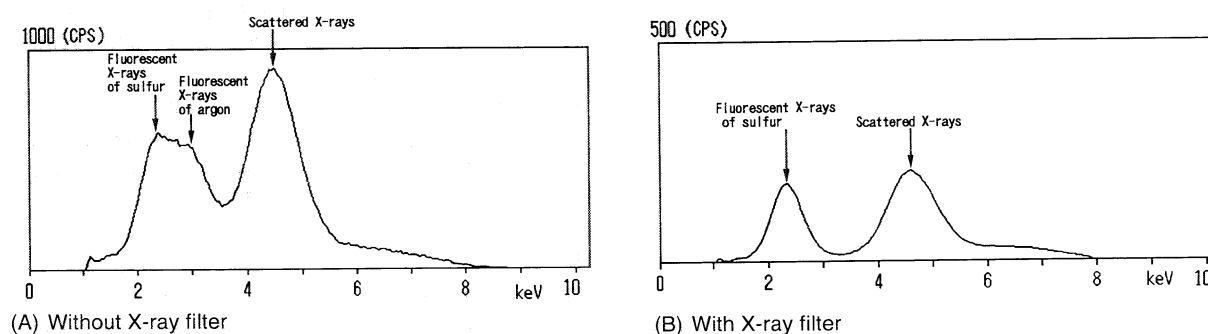 1000 (CPS)
Scattered X-rays
Fluorescent
X-rays
of sulfur
Fluorescent
X-rays
of argon
0 2 4 6 8 keV 10
(A) Without X-ray filter
500 (CPS)
Fluorescent X-rays
of sulfur
Scattered X-rays
0 2 4 6 8 keV 10
(B) With X-ray filter